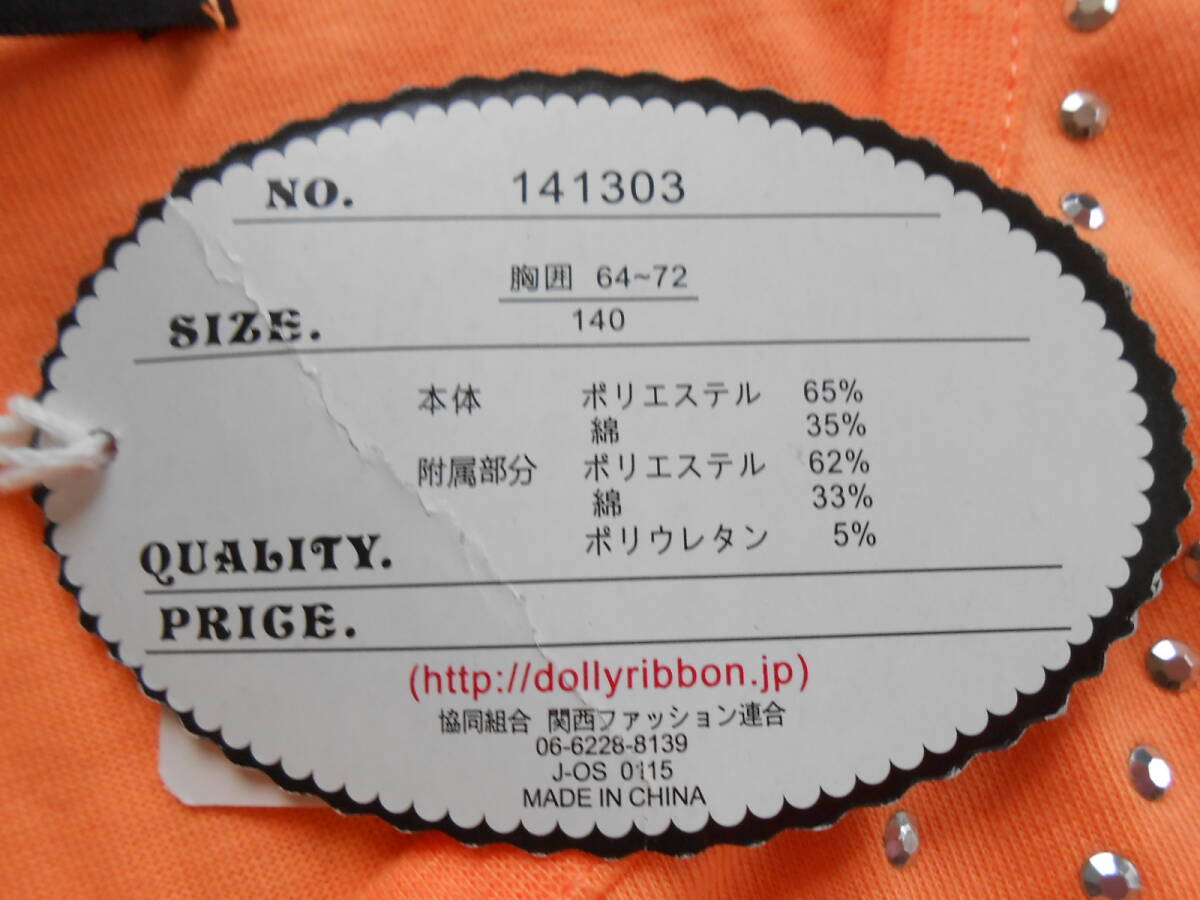 NO. 141303
胸囲 64~72
SIZE. 140
本体 ポリエステル 65%
綿 35%
附属部分 ポリエステル 62%
綿 33%
ポリウレタン 5%
QUALITY.
PRICE.
(http://dollyribbon.jp)
協同組合 関西ファッション連合
06-6228-8139
J-OS 0115
MADE IN CHINA